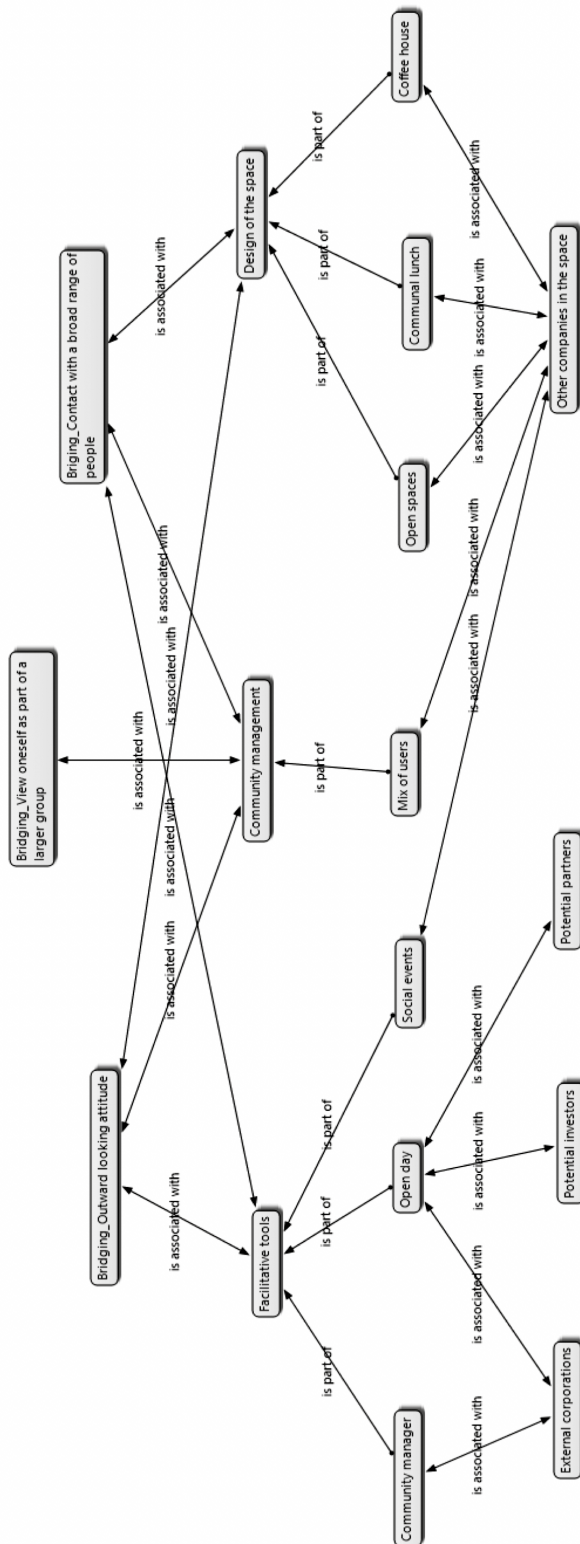 Bridging_View oneself as part of a
larger group
Bridging_Outward looking attitude
Briging_Contact with a broad range of
people
is associated with
is associated with
is associated with
is associated with
is associated with
is associated with
is associated with
Facilitative tools
Community management
Design of the space
is part of
is part of
is part of
is part of
is part of
is part of
is part of
Community manager
Open day
Social events
Mix of users
Open spaces
Communal lunch
Coffee house
is associated with
is associated with
is associated with
is associated with
is associated with
is associated with
is associated with
is associated with
is associated with
External corporations
Potential investors
Potential partners
Other companies in the space